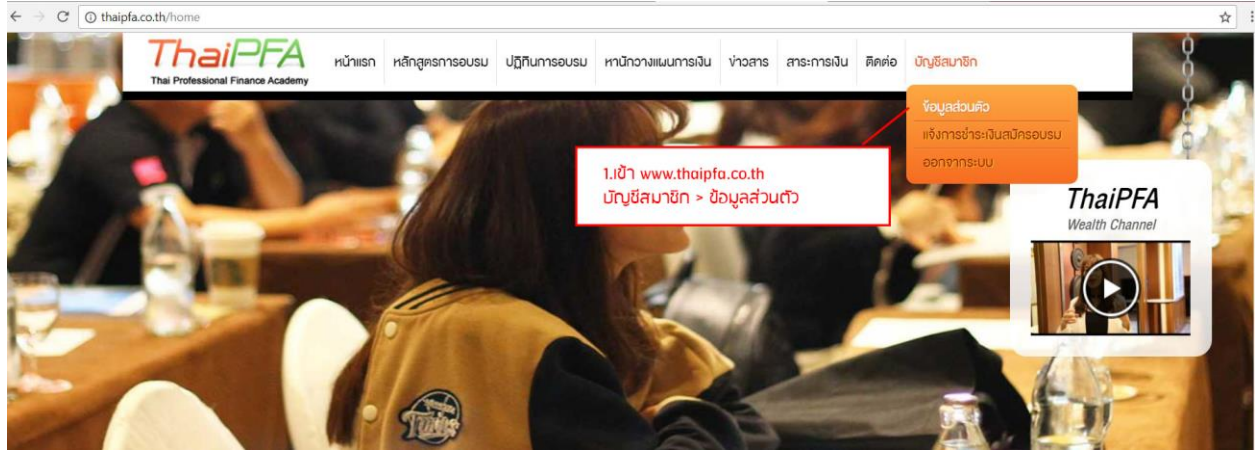 thaipfa.co.th/home
ThaiPFA
Thai Professional Finance Academy
หน้าแรก หลักสูตรการอบรม ปฏิทินการอบรม หานักวางแผนการเงิน ข่าวสาร สาระการเงิน ติดต่อ บัญชีสมาชิก
ข้อมูลส่วนตัว
แจ้งการชำระเงินสมัครอบรม
ออกจากระบบ
1.เข้า www.thaipfa.co.th
บัญชีสมาชิก > ข้อมูลส่วนตัว
ThaiPFA
Wealth Channel